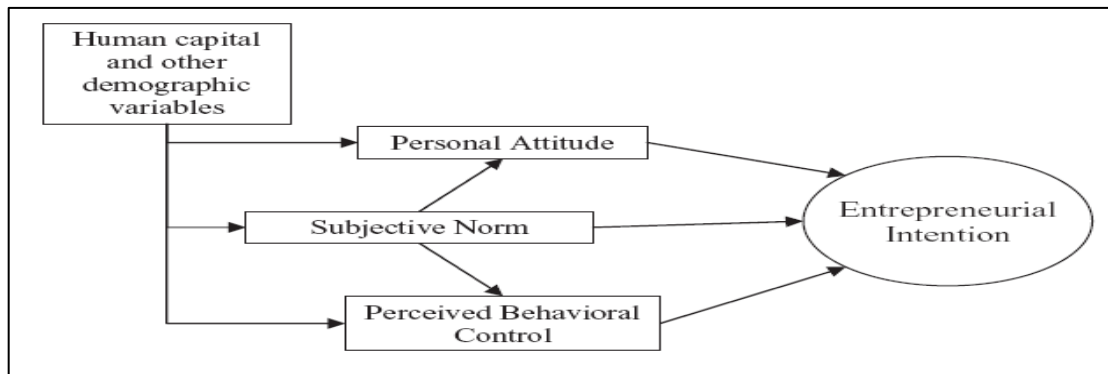 Human capital
and other
demographic
variables
Personal Attitude
Subjective Norm
Perceived Behavioral
Control
Entrepreneurial
Intention